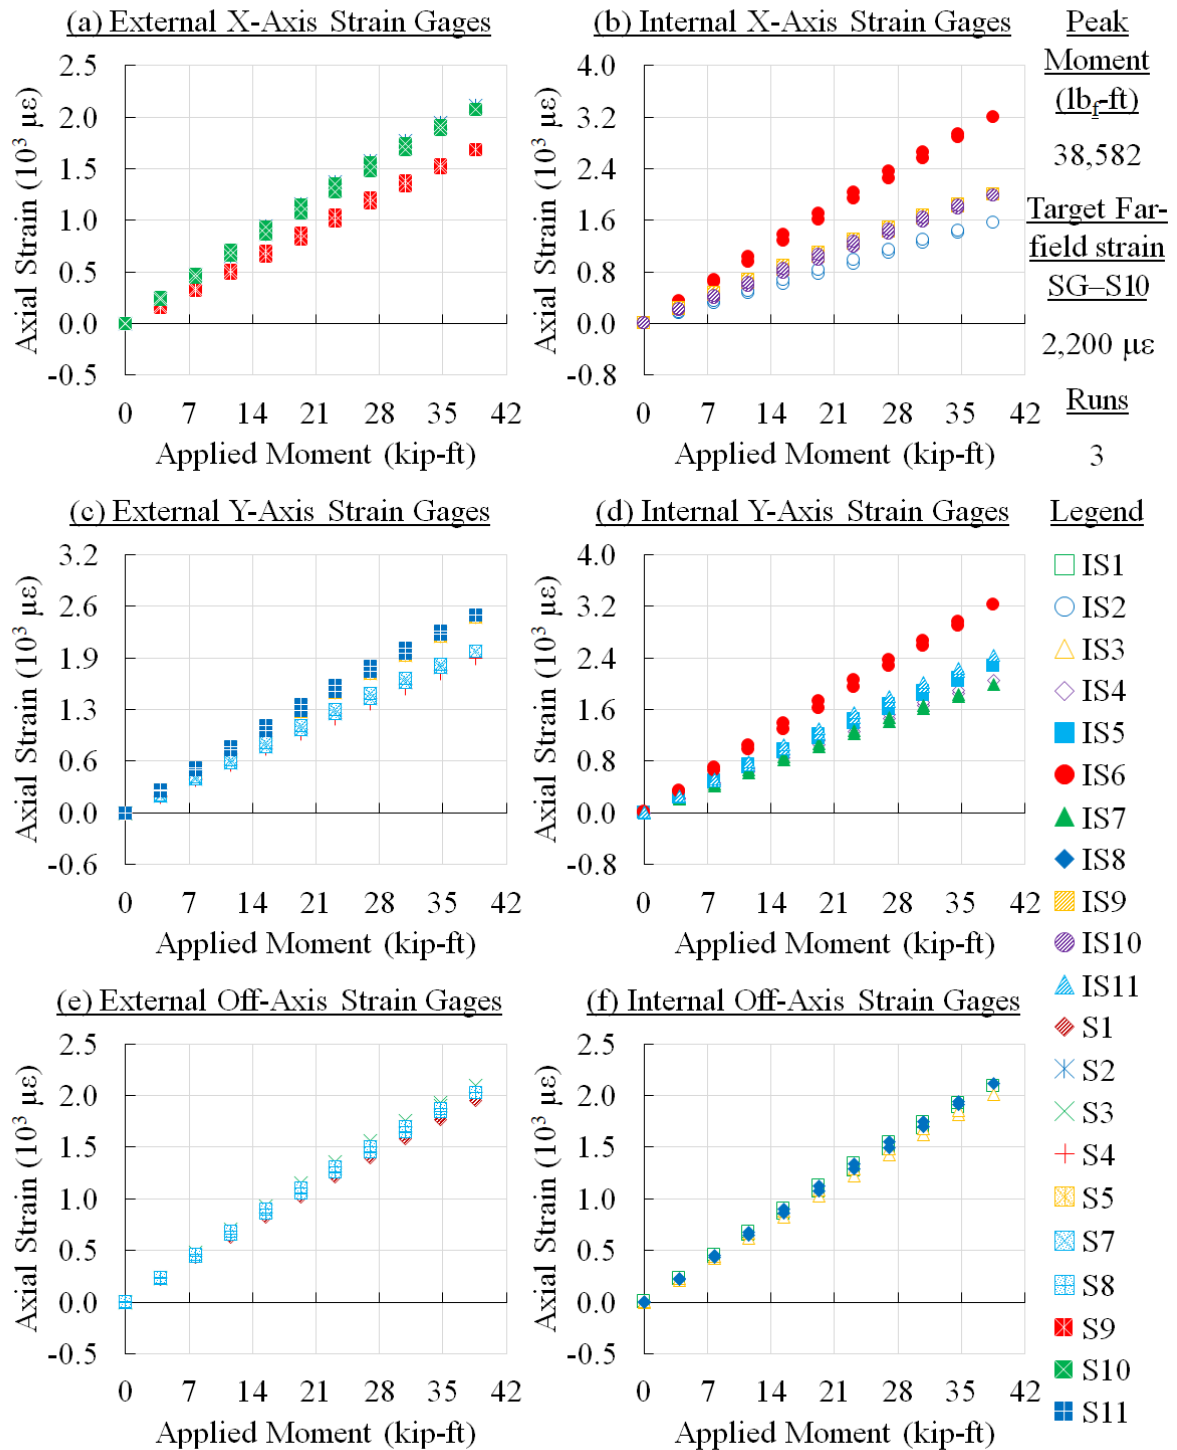 (a) External X-Axis Strain Gages
2.5
2.0
1.5
1.0
0.5
0.0
-0.5
Axial Strain (10³ µε)
0 7 14 21 28 35 42
Applied Moment (kip-ft)
(b) Internal X-Axis Strain Gages
4.0
3.2
2.4
1.6
0.8
0.0
-0.8
Axial Strain (10³ µε)
0 7 14 21 28 35 42
Applied Moment (kip-ft)
Peak
Moment
(lbf-ft)
38,582
Target Far-
field strain
SG–S10
2,200 µε
Runs
3
(c) External Y-Axis Strain Gages
3.2
2.6
1.9
1.3
0.6
0.0
-0.6
Axial Strain (10³ µε)
0 7 14 21 28 35 42
Applied Moment (kip-ft)
(d) Internal Y-Axis Strain Gages
4.0
3.2
2.4
1.6
0.8
0.0
-0.8
Axial Strain (10³ µε)
0 7 14 21 28 35 42
Applied Moment (kip-ft)
(e) External Off-Axis Strain Gages
2.5
2.0
1.5
1.0
0.5
0.0
-0.5
Axial Strain (10³ µε)
0 7 14 21 28 35 42
Applied Moment (kip-ft)
(f) Internal Off-Axis Strain Gages
2.5
2.0
1.5
1.0
0.5
0.0
-0.5
Axial Strain (10³ µε)
0 7 14 21 28 35 42
Applied Moment (kip-ft)
Legend
IS1
IS2
IS3
IS4
IS5
IS6
IS7
IS8
IS9
IS10
IS11
S1
S2
S3
S4
S5
S7
S8
S9
S10
S11